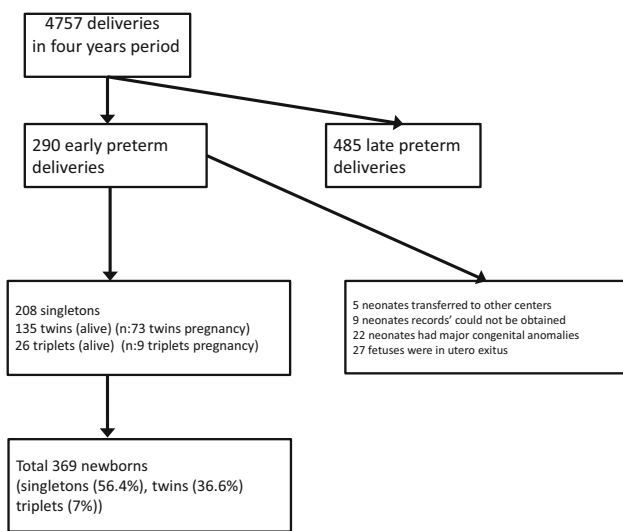 4757 deliveries
in four years period
290 early preterm
deliveries
485 late preterm
deliveries
208 singletons
135 twins (alive) (n:73 twins pregnancy)
26 triplets (alive) (n:9 triplets pregnancy)
5 neonates transferred to other centers
9 neonates records’ could not be obtained
22 neonates had major congenital anomalies
27 fetuses were in utero exitus
Total 369 newborns
(singletons (56.4%), twins (36.6%)
triplets (7%))